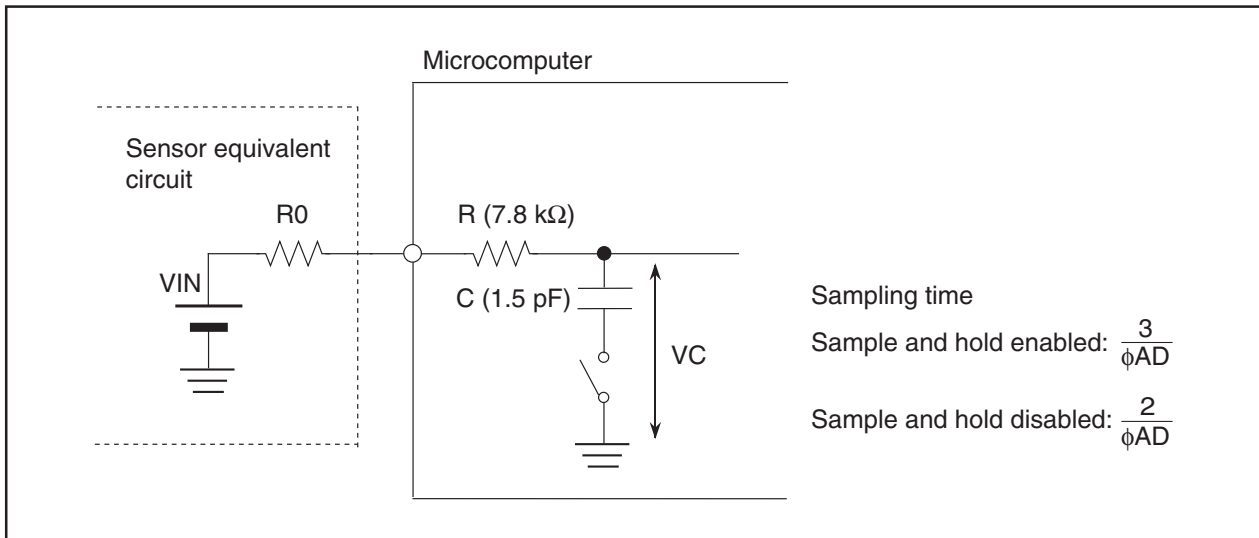 Microcomputer
Sensor equivalent
circuit
R0
R (7.8 kΩ)
VIN
C (1.5 pF)
VC
Sampling time
Sample and hold enabled: 3/ϕAD
Sample and hold disabled: 2/ϕAD